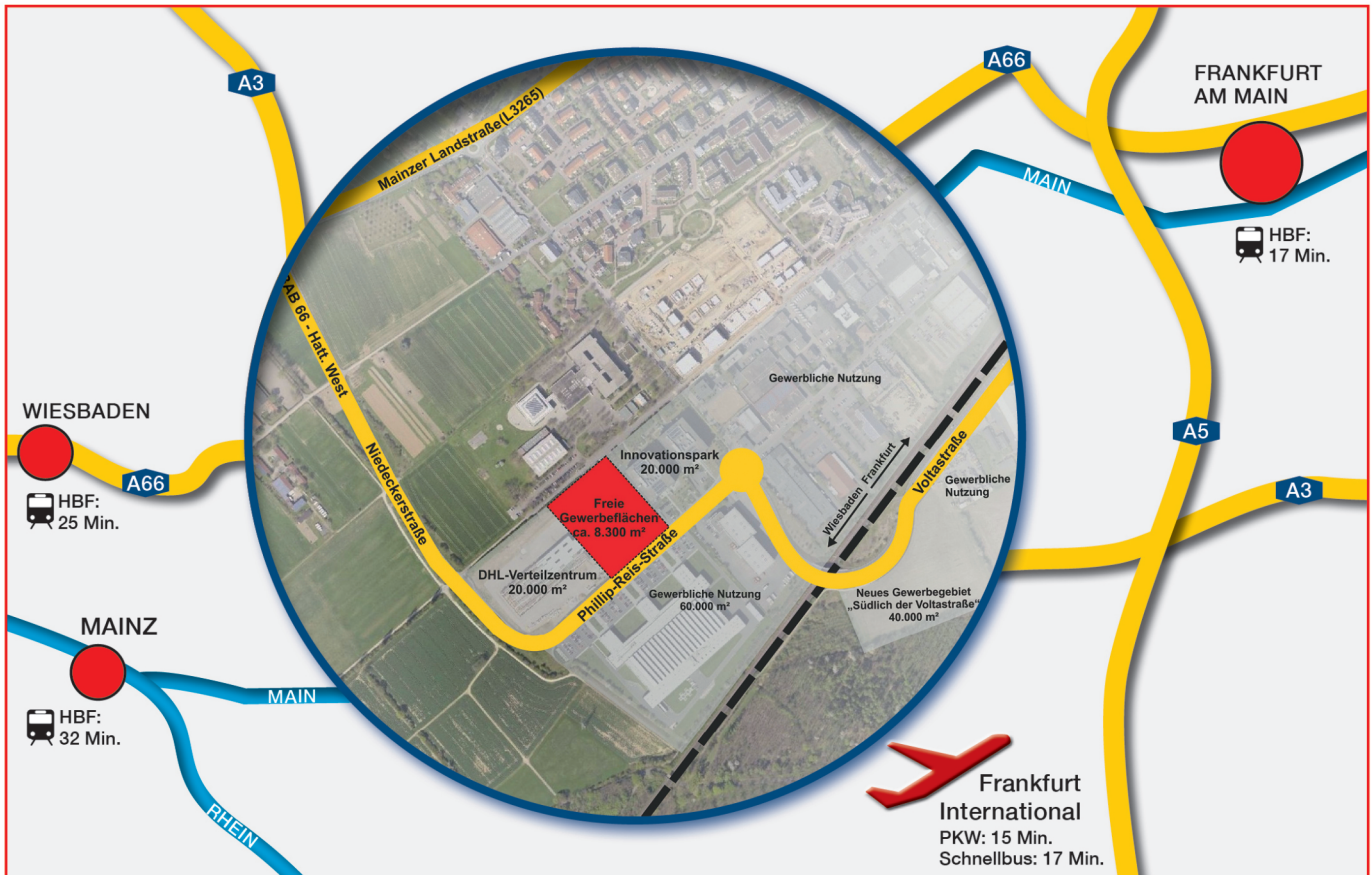 A3
A66
FRANKFURT
AM MAIN
MAIN
HBF:
17 Min.
Mainzer Landstraße(L3265)
BAB 66 - Hatt. West
Niedeckerstraße
WIESBADEN
A66
HBF:
25 Min.
Gewerbliche Nutzung
Innovationspark
20.000 m²
Freie
Gewerbeflächen
ca. 8.300 m²
Wiesbaden Frankfurt
Voltastraße
Gewerbliche
Nutzung
A5
A3
DHL-Verteilzentrum
20.000 m²
Phillip-Reis-Straße
Gewerbliche Nutzung
60.000 m²
Neues Gewerbegebiet
„Südlich der Voltastraße“
40.000 m²
MAINZ
HBF:
32 Min.
MAIN
RHEIN
Frankfurt
International
PKW: 15 Min.
Schnellbus: 17 Min.